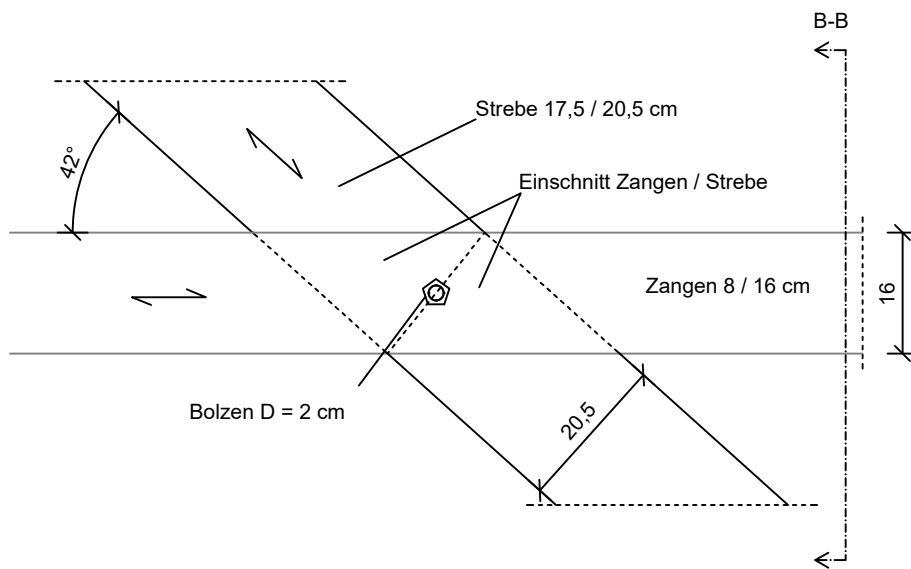 B-B
Strebe 17,5 / 20,5 cm
42°
Einschnitt Zangen / Strebe
Zangen 8 / 16 cm
16
Bolzen D = 2 cm
20,5